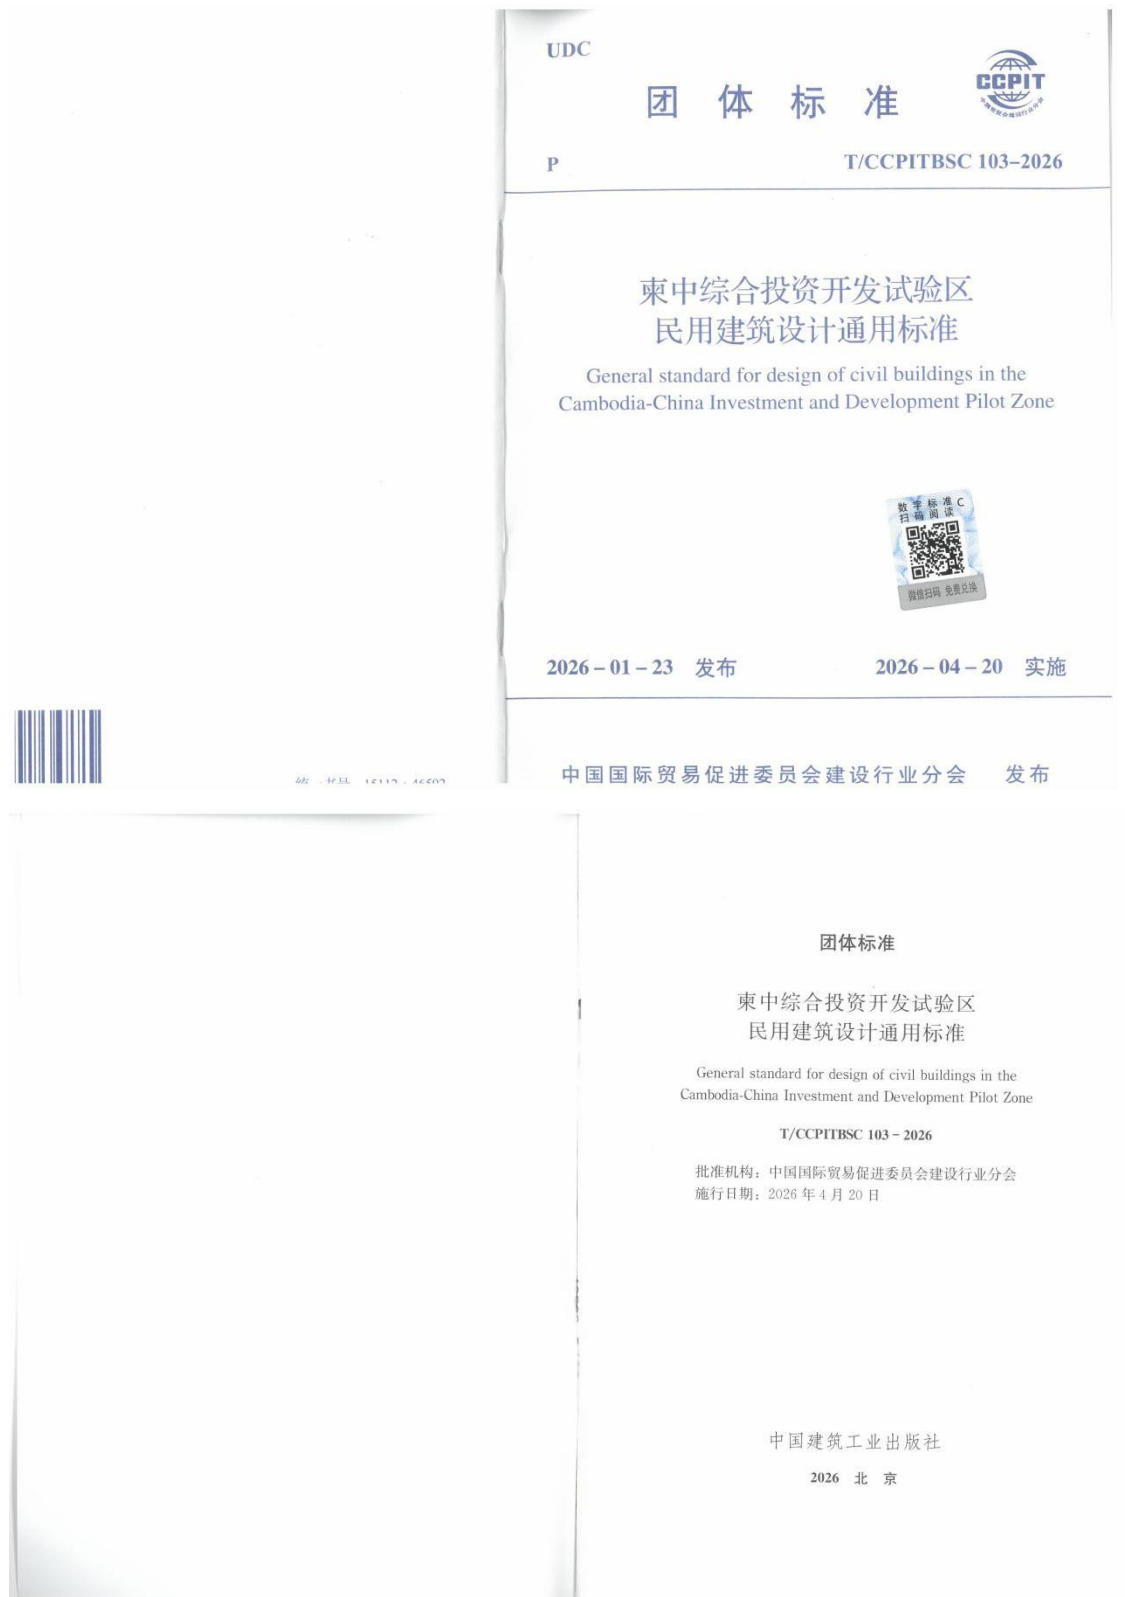 UDC
团体标准
CCPIT
P
T/CCPITBSC 103-2026
柬中综合投资开发试验区
民用建筑设计通用标准
General standard for design of civil buildings in the
Cambodia-China Investment and Development Pilot Zone
数字标准C
扫码阅读
微信扫码 免费兑换
2026-01-23 发布
2026-04-20 实施
中国国际贸易促进委员会建设行业分会 发布
团体标准
柬中综合投资开发试验区
民用建筑设计通用标准
General standard for design of civil buildings in the
Cambodia-China Investment and Development Pilot Zone
T/CCPITBSC 103-2026
批准机构：中国国际贸易促进委员会建设行业分会
施行日期：2026年4月20日
中国建筑工业出版社
2026 北 京